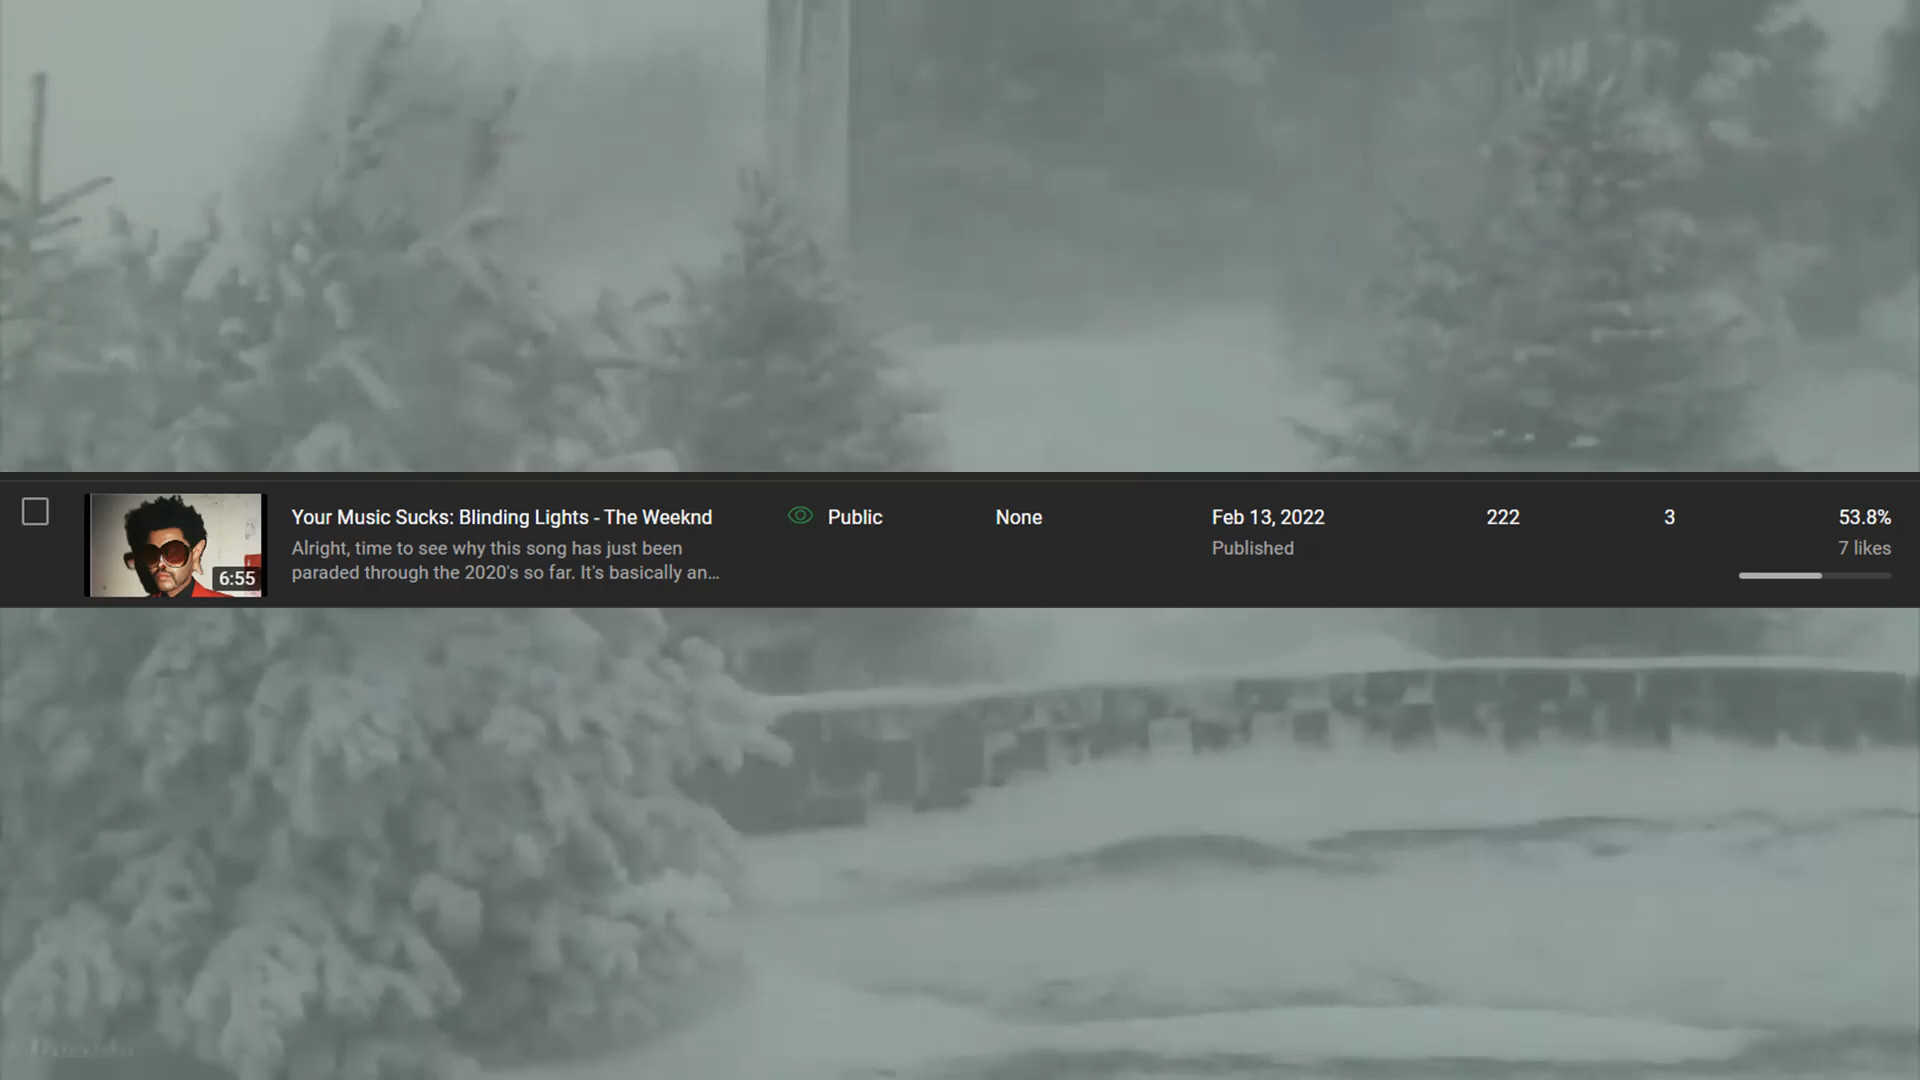 Your Music Sucks: Blinding Lights - The Weeknd
Alright, time to see why this song has just been
paraded through the 2020's so far. It's basically an...
6:55
Public
None
Feb 13, 2022
Published
222
3
53.8%
7 likes